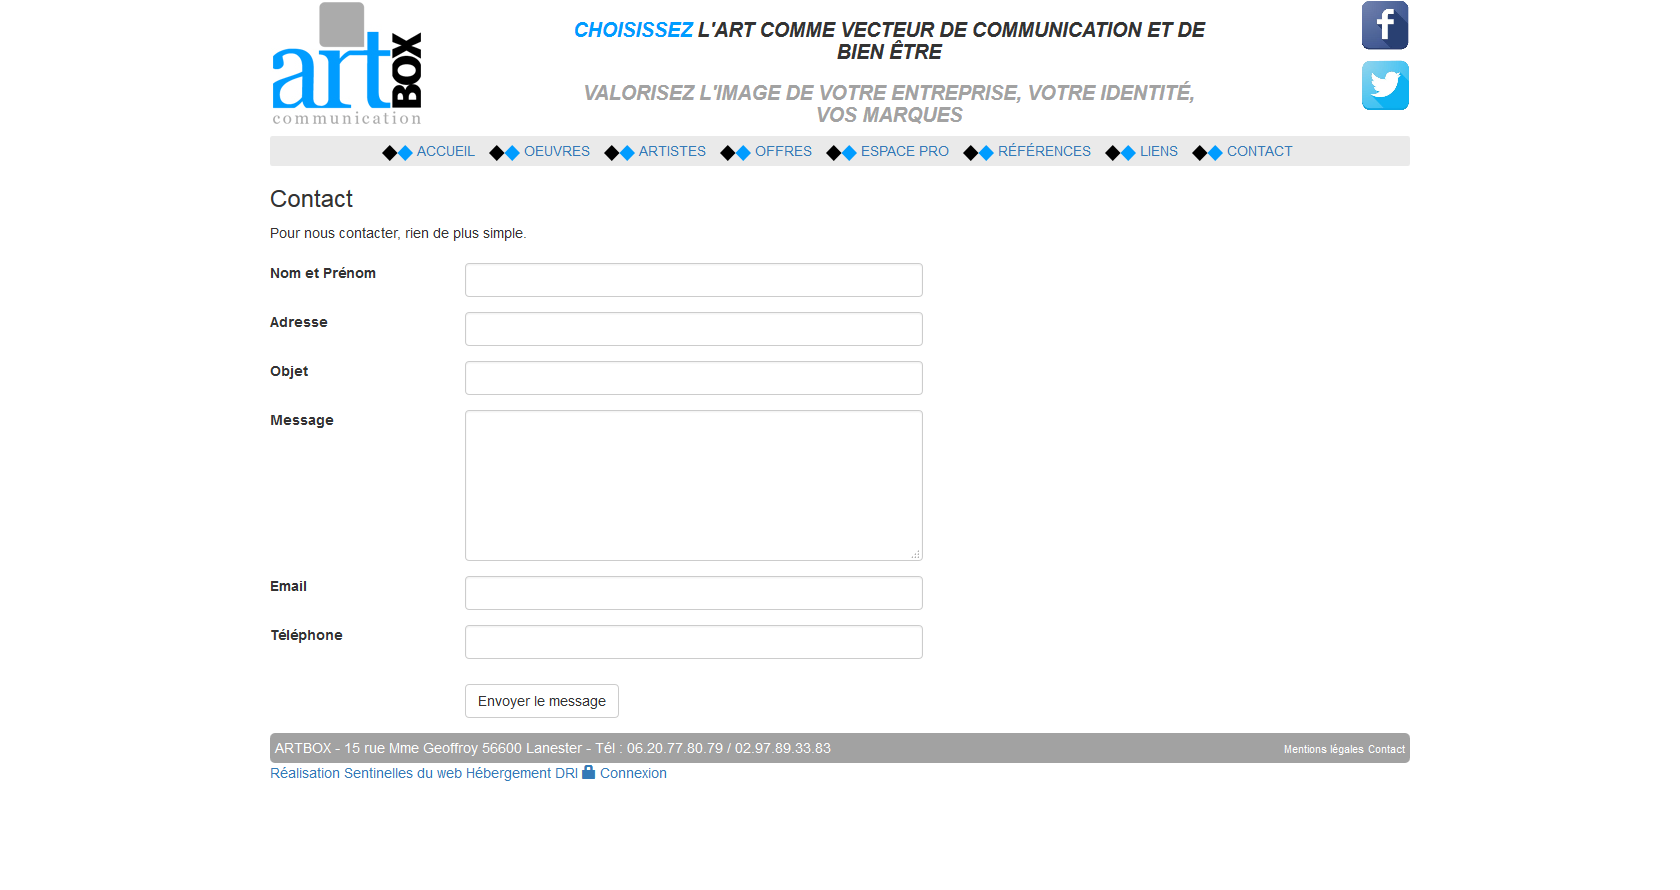 art BOX
communication
CHOISISSEZ L'ART COMME VECTEUR DE COMMUNICATION ET DE
BIEN ÊTRE
VALORISEZ L'IMAGE DE VOTRE ENTREPRISE, VOTRE IDENTITÉ,
VOS MARQUES
ACCUEIL OEUVRES ARTISTES OFFRES ESPACE PRO RÉFÉRENCES LIENS CONTACT
Contact
Pour nous contacter, rien de plus simple.
Nom et Prénom
Adresse
Objet
Message
Email
Téléphone
Envoyer le message
ARTBOX - 15 rue Mme Geoffroy 56600 Lanester - Tél : 06.20.77.80.79 / 02.97.89.33.83 Mentions légales Contact
Réalisation Sentinelles du web Hébergement DRI Connexion